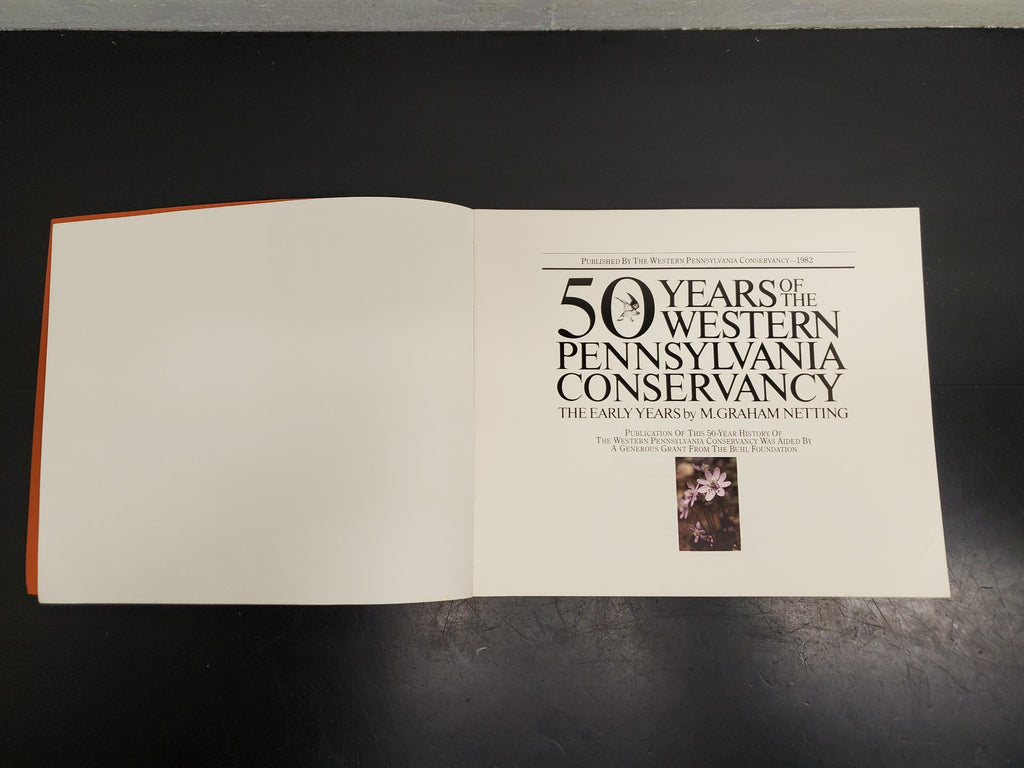 Published By The Western Pennsylvania Conservancy—1982
50 YEARS OF THE
WESTERN
PENNSYLVANIA
CONSERVANCY
THE EARLY YEARS by M. GRAHAM NETTING
Publication Of This 50-Year History Of
The Western Pennsylvania Conservancy Was Aided By
A Generous Grant From The Buhl Foundation